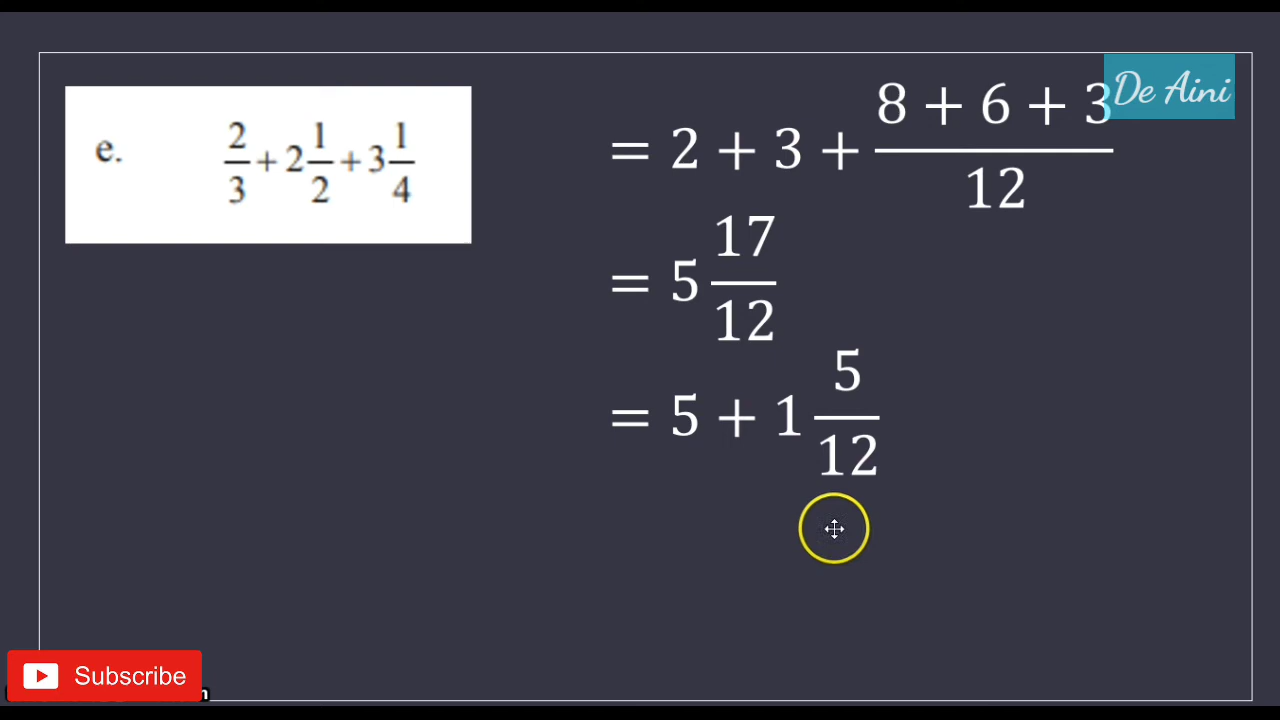 De Aini
e. 2/3 + 2 1/2 + 3 1/4
= 2 + 3 + (8 + 6 + 3)/12
= 5 17/12
= 5 + 1 5/12
Subscribe